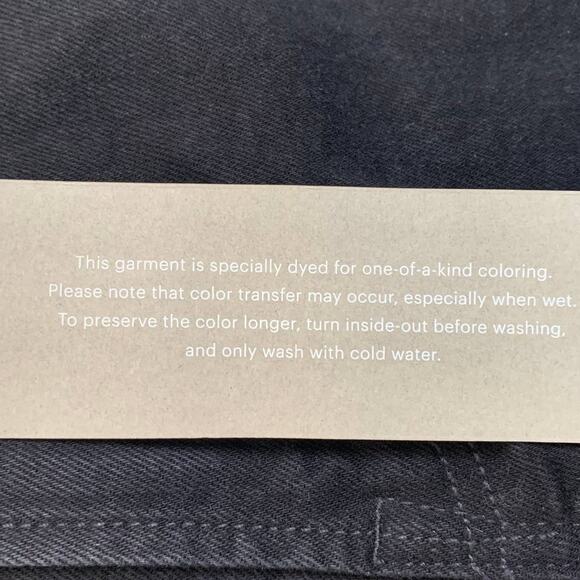 This garment is specially dyed for one-of-a-kind coloring.
Please note that color transfer may occur, especially when wet.
To preserve the color longer, turn inside-out before washing,
and only wash with cold water.